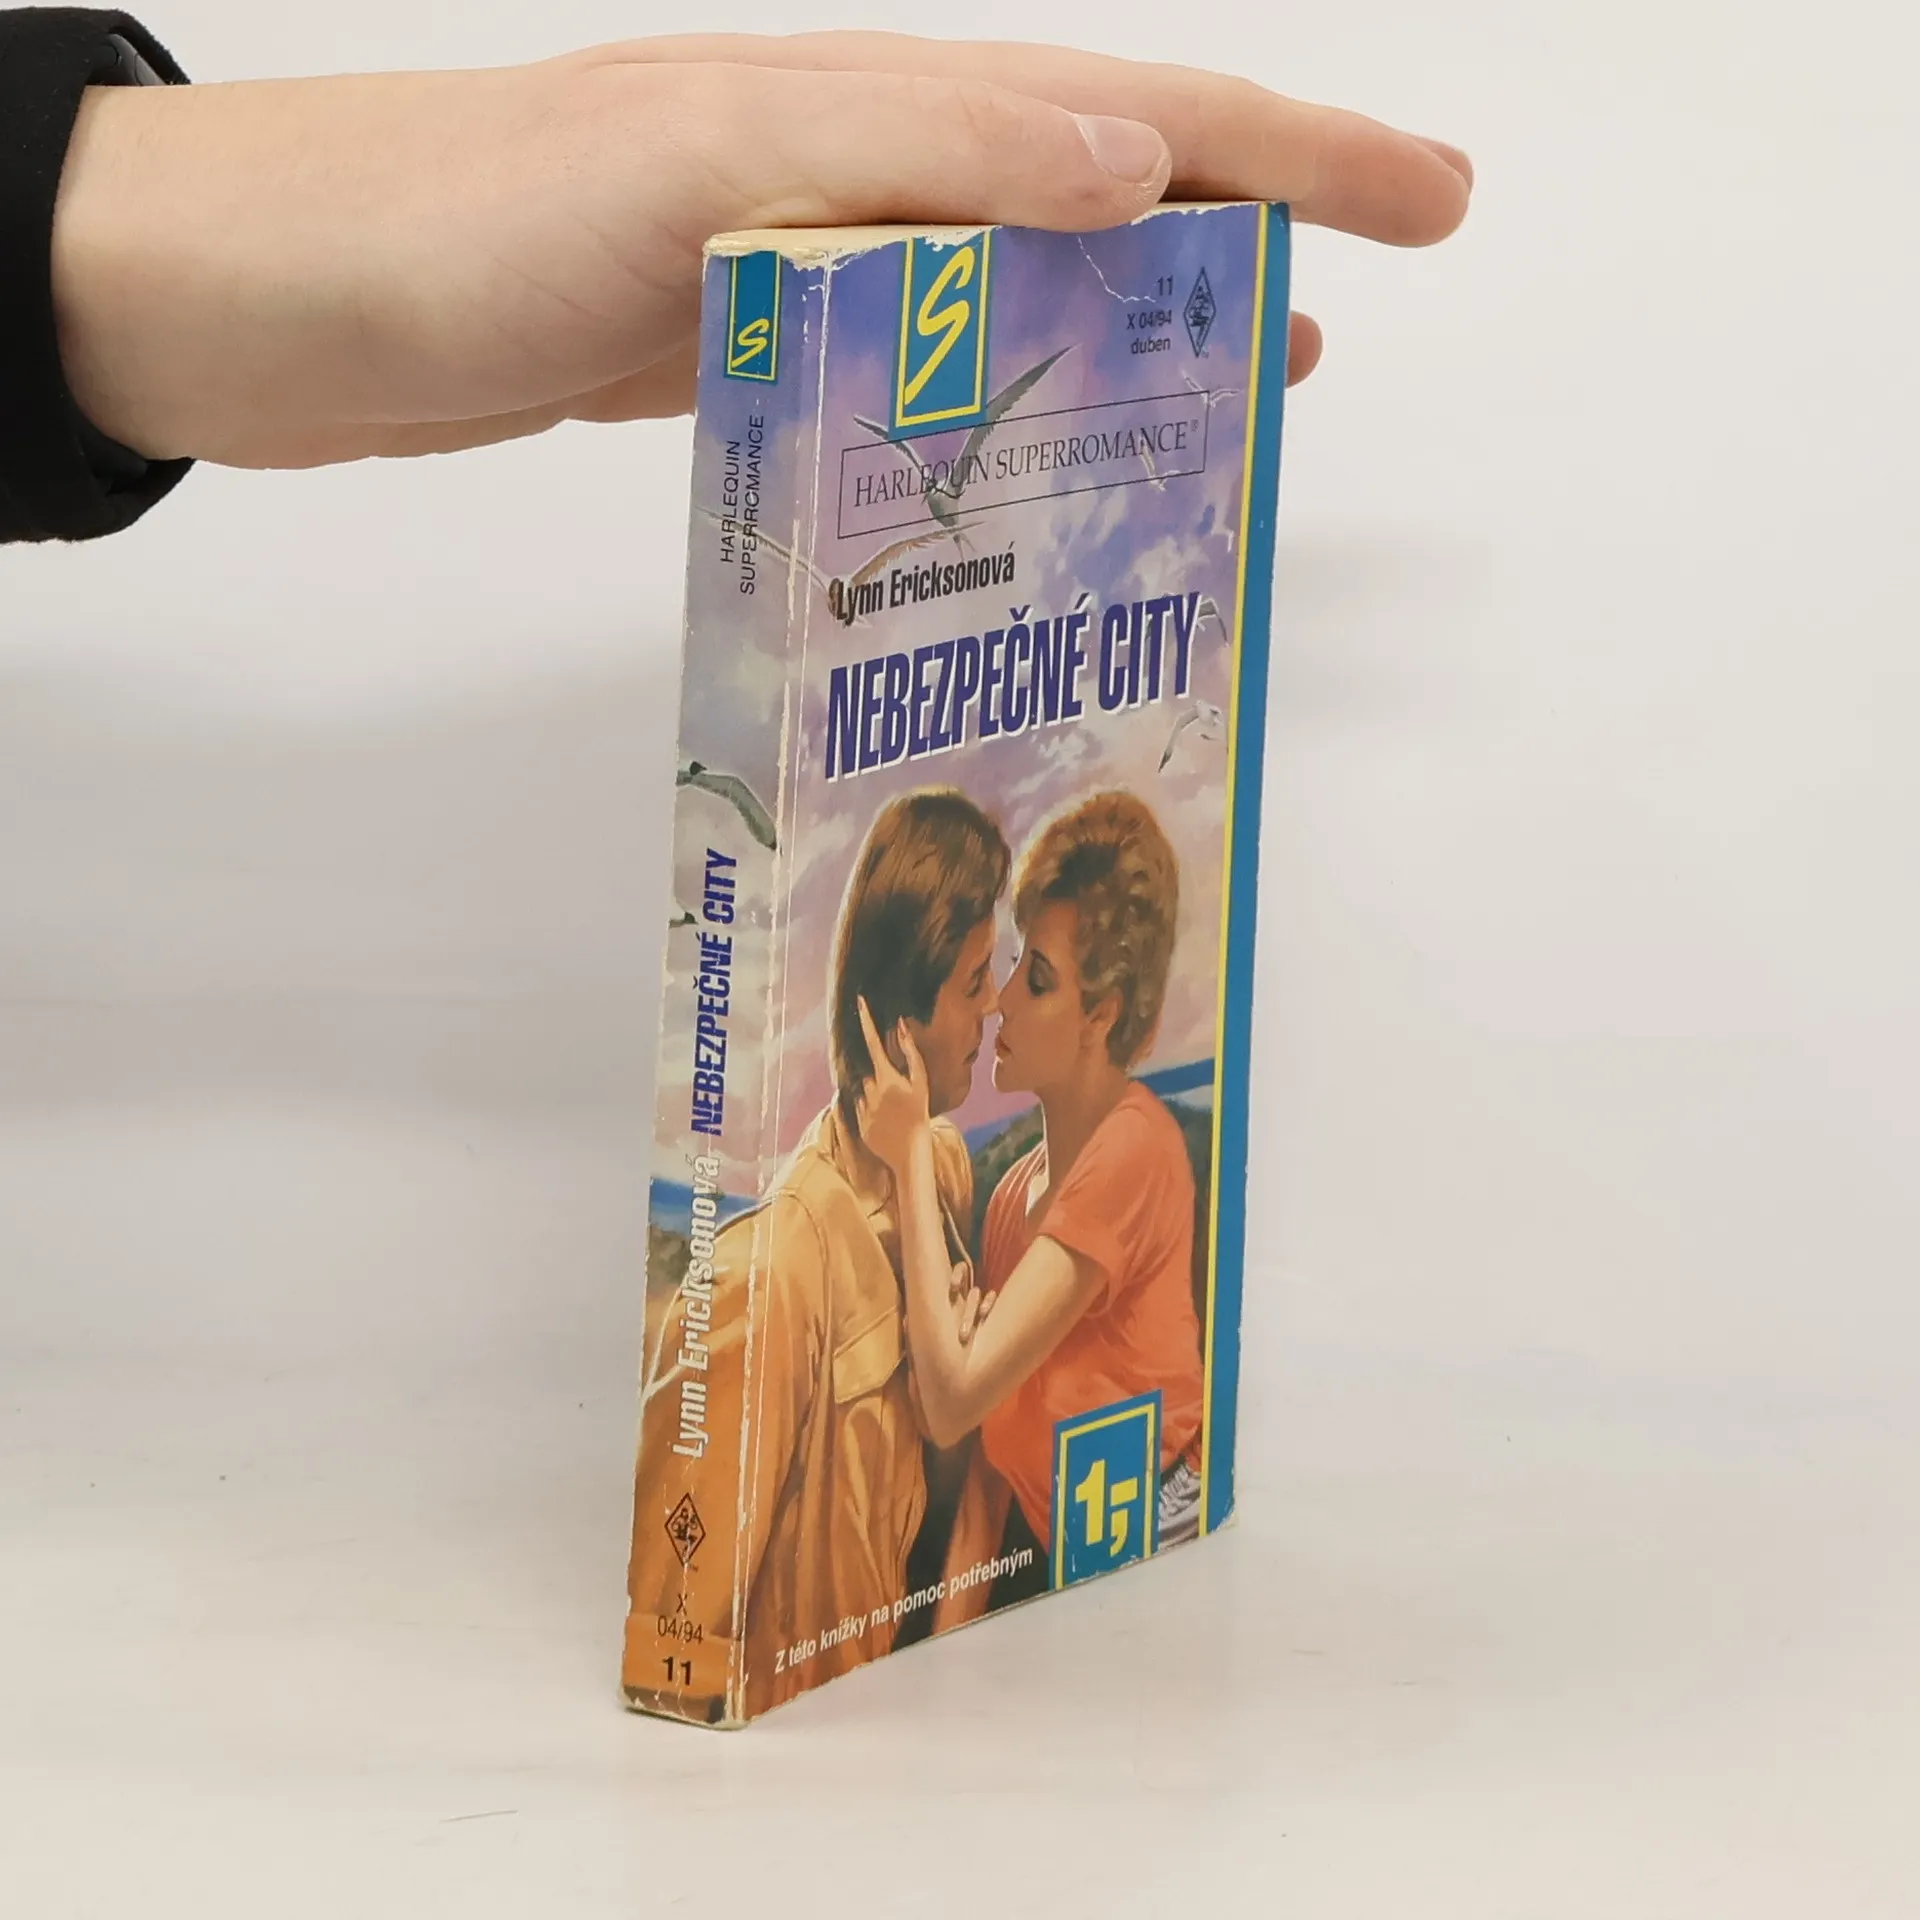 S
HARLEQUIN
SUPERROMANCE
NEBEZPEČNÉ CITY
Lynn Ericksonová
X
04/94
11
S
11
X 04/94
duben
HARLEQUIN SUPERROMANCE®
Lynn Ericksonová
NEBEZPEČNÉ CITY
1,-
Z této knížky na pomoc potřebným